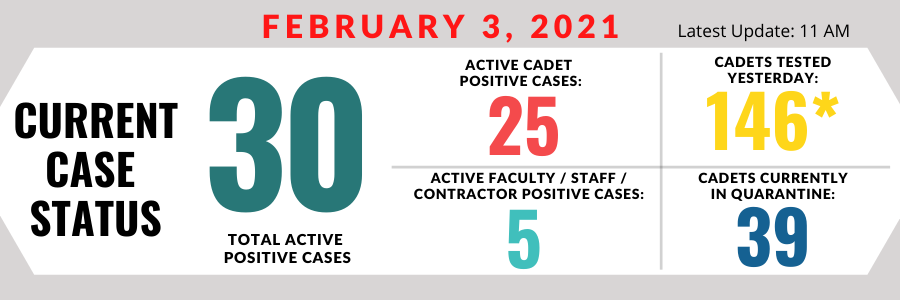 FEBRUARY 3, 2021
Latest Update: 11 AM
CURRENT
CASE
STATUS
30
TOTAL ACTIVE
POSITIVE CASES
ACTIVE CADET
POSITIVE CASES:
25
CADETS TESTED
YESTERDAY:
146*
ACTIVE FACULTY / STAFF /
CONTRACTOR POSITIVE CASES:
5
CADETS CURRENTLY
IN QUARANTINE:
39